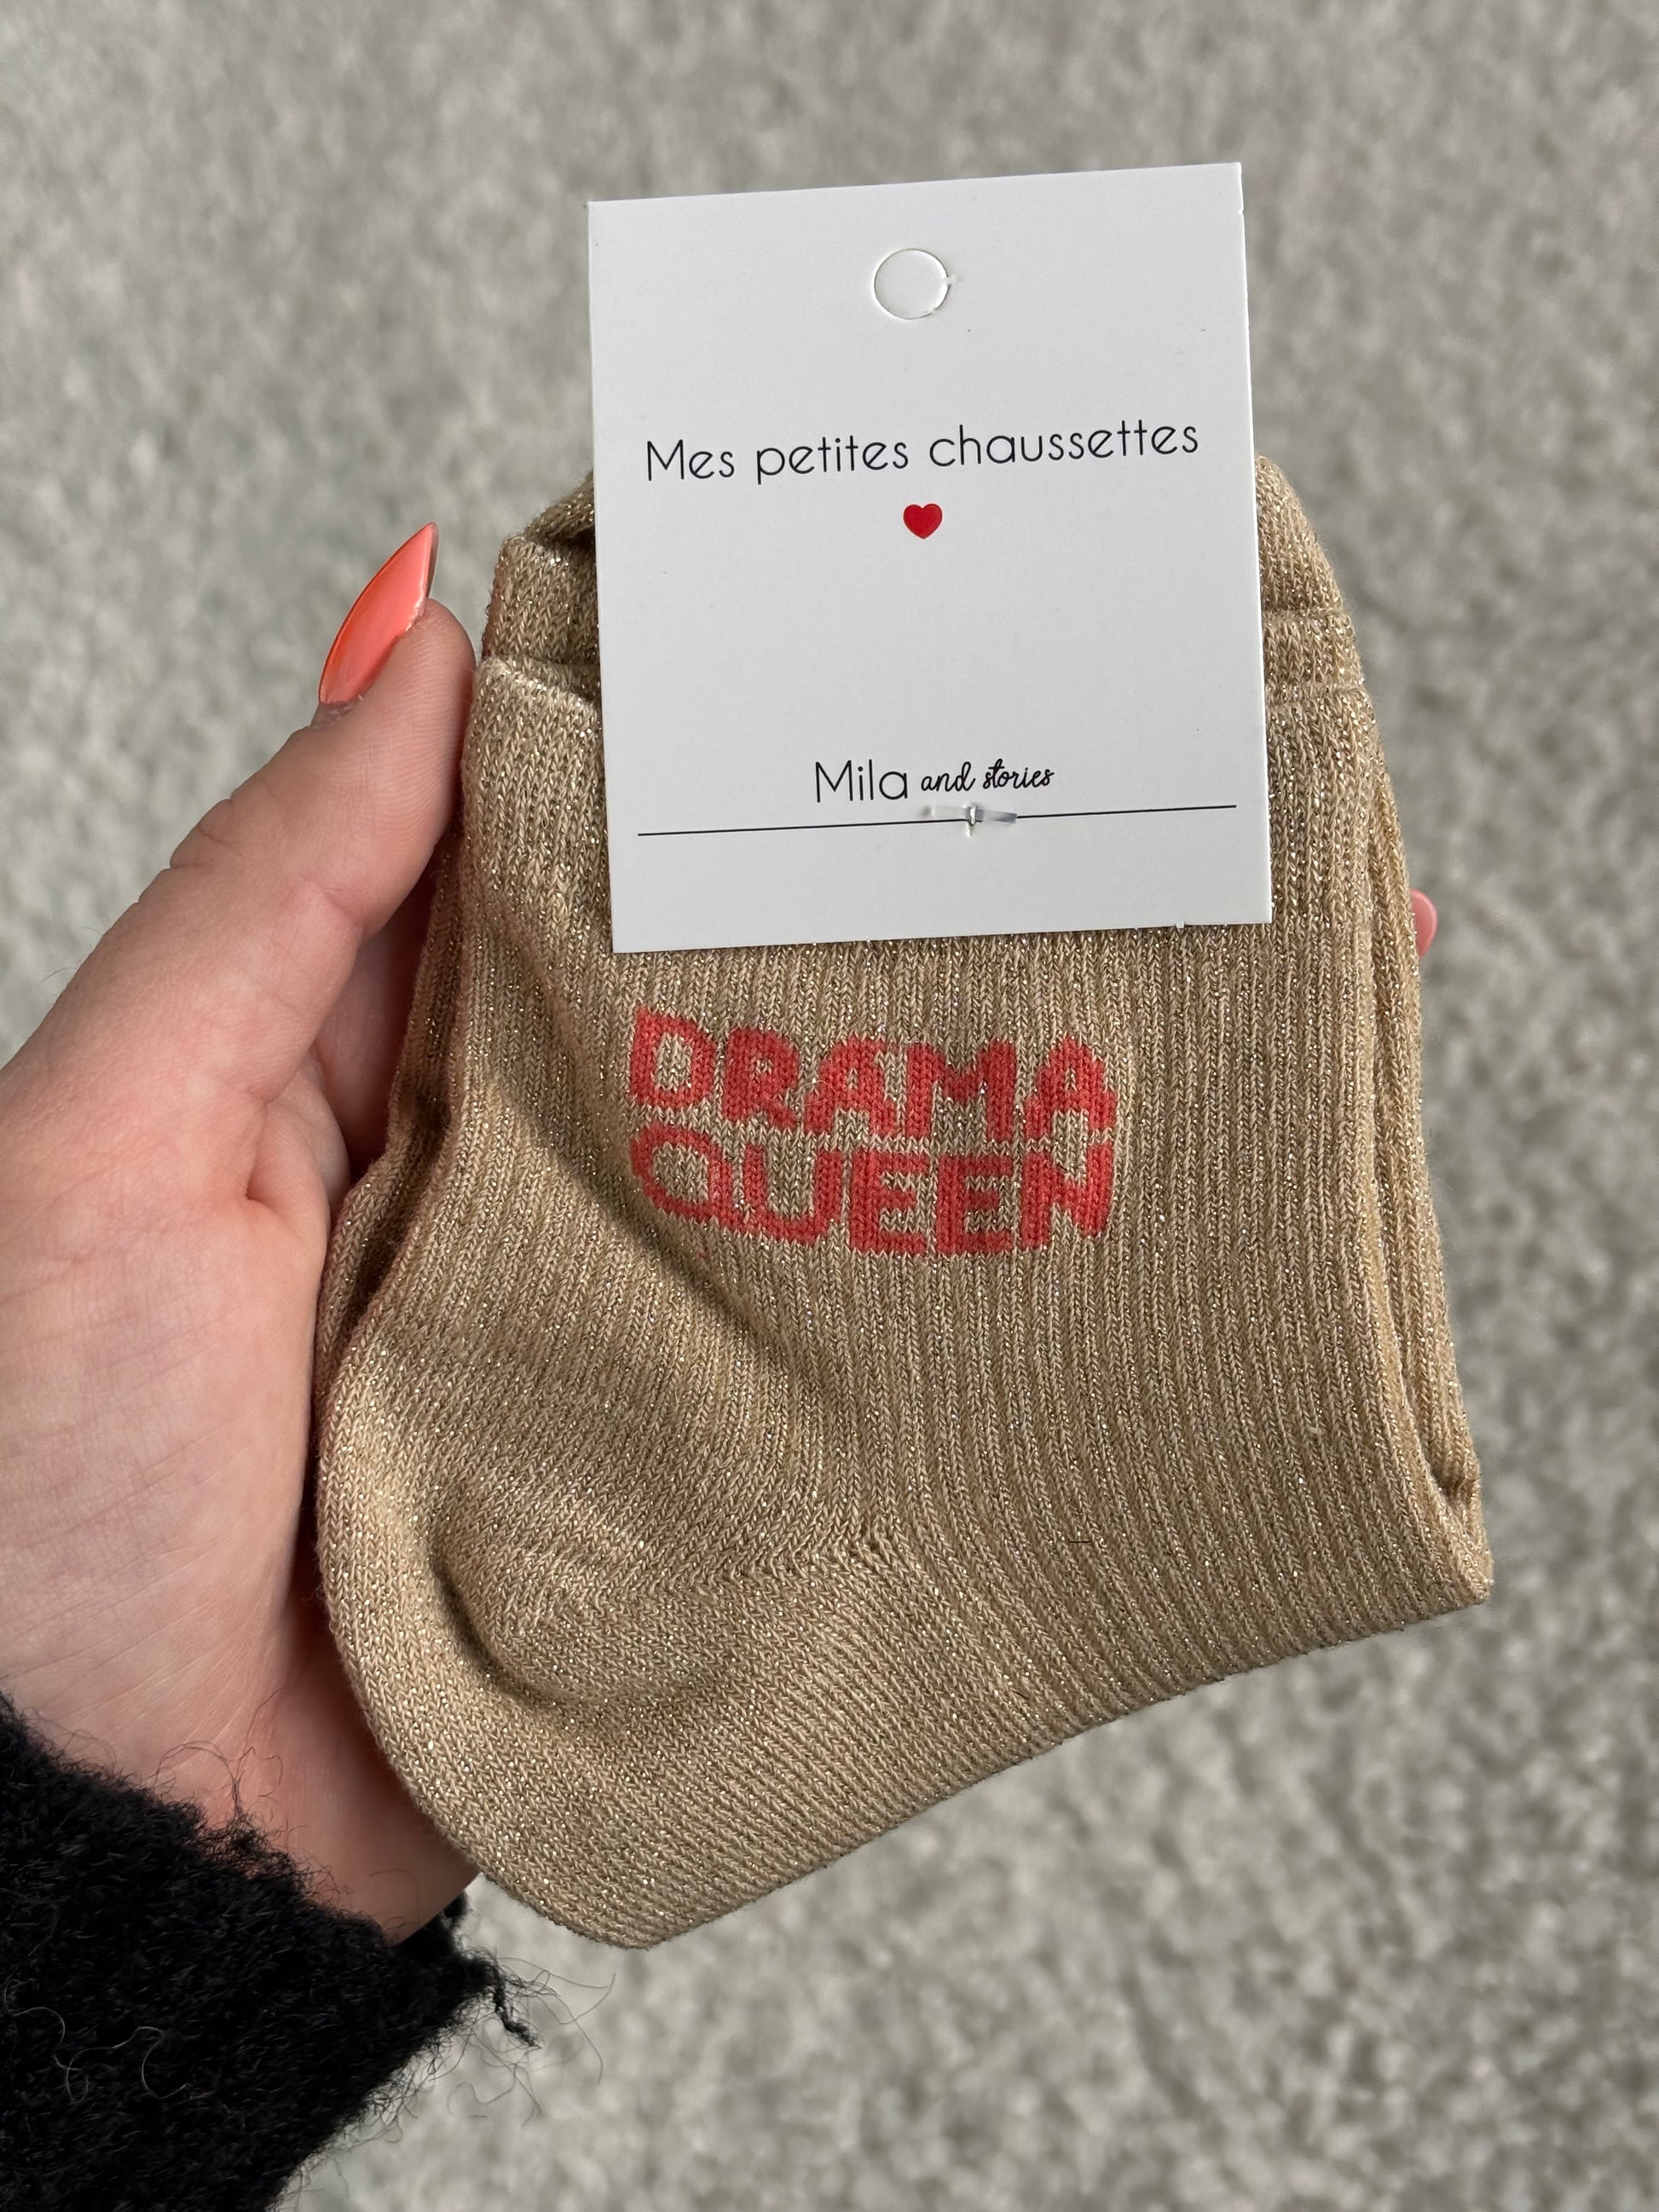 Mes petites chaussettes
Mila and stories
DRAMA
QUEEN